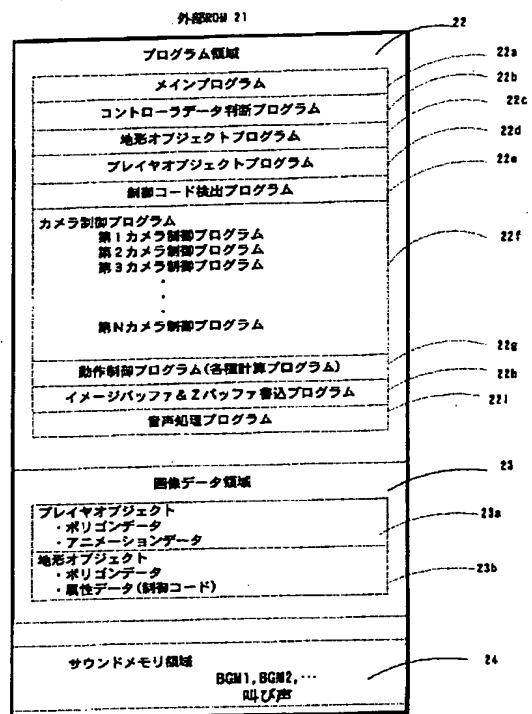 外部ROM 21
22
プログラム領域
22a
メインプログラム
22b
コントローラデータ判断プログラム
22c
地形オブジェクトプログラム
22d
プレイヤオブジェクトプログラム
22e
制御コード検出プログラム
カメラ制御プログラム
第1カメラ制御プログラム
第2カメラ制御プログラム
第3カメラ制御プログラム
・
・
・
22f
第Nカメラ制御プログラム
22g
動作制御プログラム(各種計算プログラム)
22h
イメージバッファ&Zバッファ書込プログラム
22i
音声処理プログラム
23
画像データ領域
プレイヤオブジェクト
・ポリゴンデータ
・アニメーションデータ
23a
地形オブジェクト
・ポリゴンデータ
・属性データ(制御コード)
23b
サウンドメモリ領域
24
BGM1,BGM2,…
叫び声